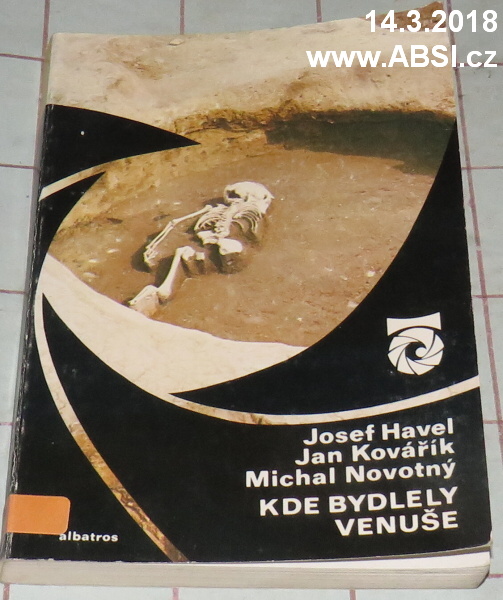 14.3.2018
www.ABSI.cz
Josef Havel
Jan Kovářík
Michal Novotný
KDE BYDLELY
VENUŠE
albatros